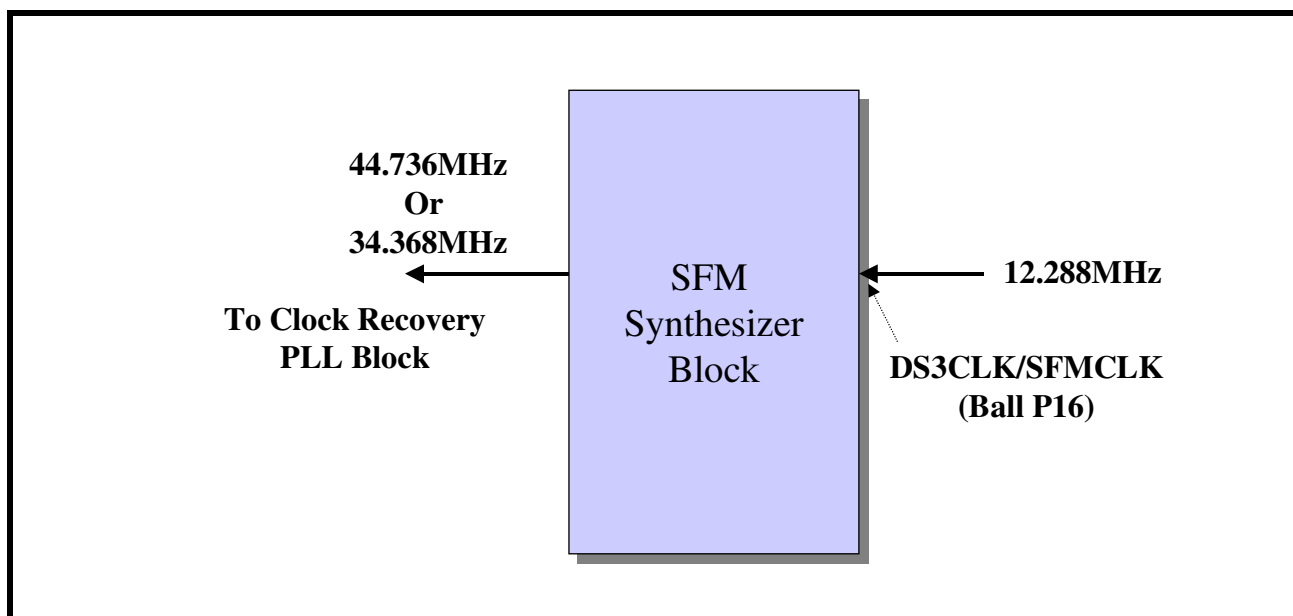 44.736MHz
Or
34.368MHz
To Clock Recovery
PLL Block
SFM
Synthesizer
Block
12.288MHz
DS3CLK/SFMCLK
(Ball P16)